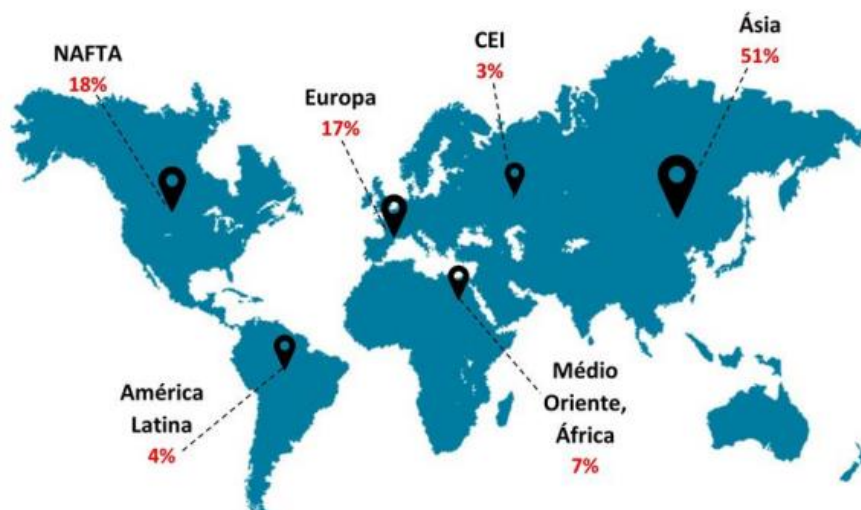 NAFTA
18%
Europa
17%
CEI
3%
Ásia
51%
América
Latina
4%
Médio
Oriente,
África
7%